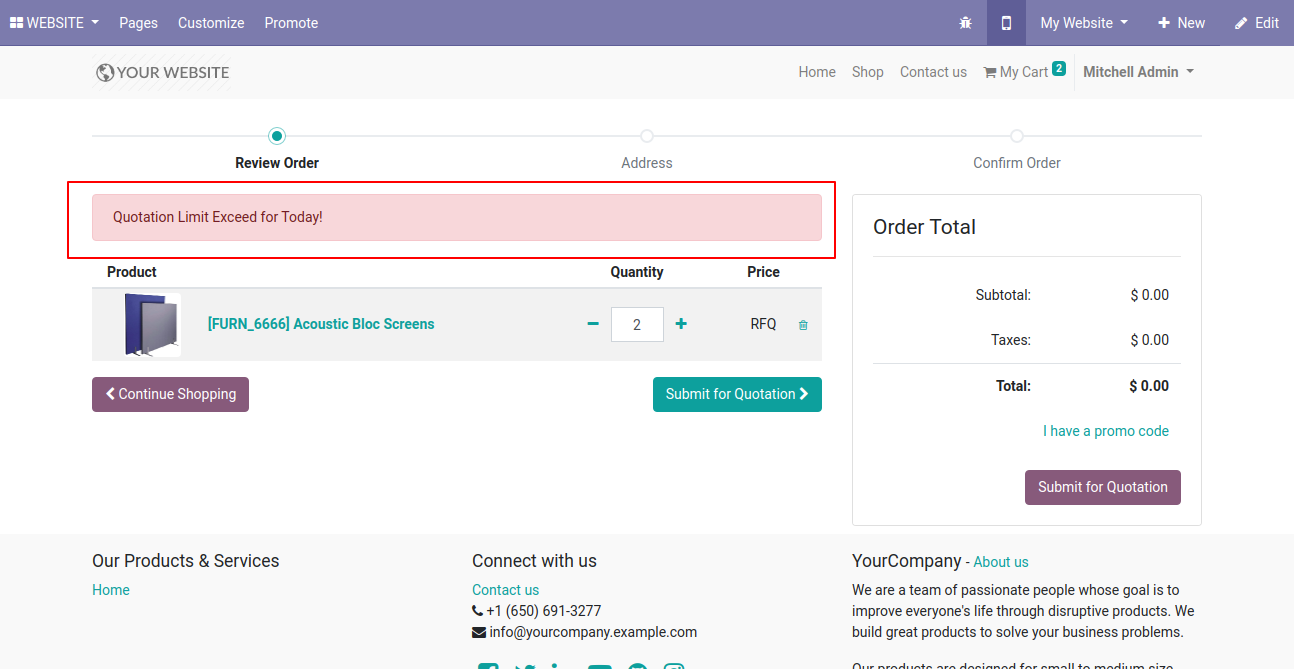 WEBSITE Pages Customize Promote My Website New Edit
YOUR WEBSITE Home Shop Contact us My Cart 2 Mitchell Admin
Review Order Address Confirm Order
Quotation Limit Exceed for Today!
Product Quantity Price
[FURN_6666] Acoustic Bloc Screens 2 RFQ
Continue Shopping Submit for Quotation
Order Total
Subtotal: $ 0.00
Taxes: $ 0.00
Total: $ 0.00
I have a promo code
Submit for Quotation
Our Products & Services
Home
Connect with us
Contact us
+1 (650) 691-3277
info@yourcompany.example.com
YourCompany - About us
We are a team of passionate people whose goal is to
improve everyone's life through disruptive products. We
build great products to solve your business problems.
Our products are designed for small to medium size